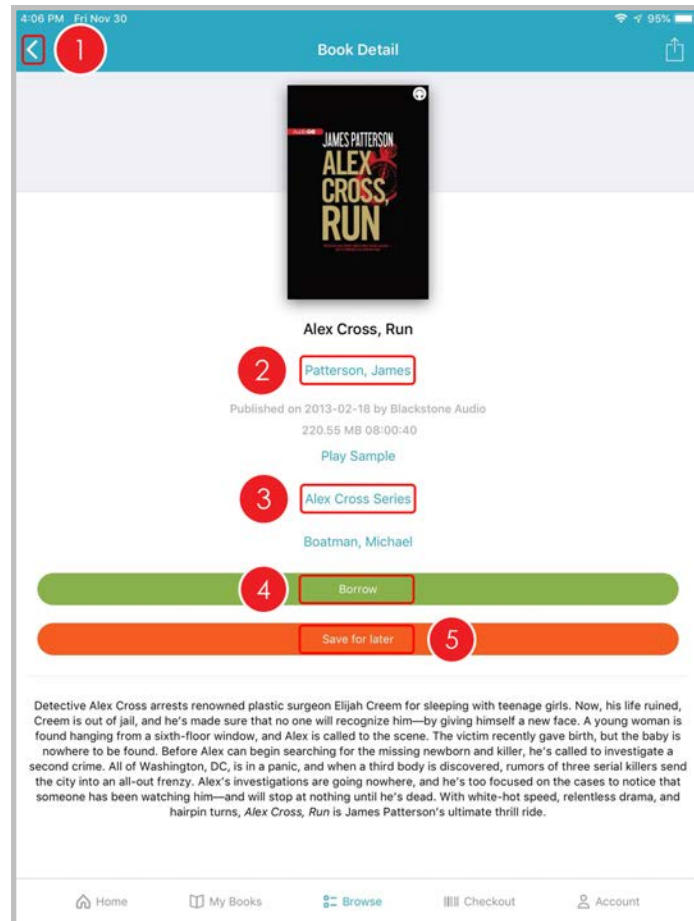 4:06 PM Fri Nov 30
95%
1
Book Detail
AUDIOGO
JAMES PATTERSON
ALEX
CROSS,
RUN
Alex Cross, Run
2
Patterson, James
Published on 2013-02-18 by Blackstone Audio
220.55 MB 08:00:40
Play Sample
3
Alex Cross Series
Boatman, Michael
4
Borrow
Save for later
5
Detective Alex Cross arrests renowned plastic surgeon Elijah Creem for sleeping with teenage girls. Now, his life ruined,
Creem is out of jail, and he's made sure that no one will recognize him—by giving himself a new face. A young woman is
found hanging from a sixth-floor window, and Alex is called to the scene. The victim recently gave birth, but the baby is
nowhere to be found. Before Alex can begin searching for the missing newborn and killer, he's called to investigate a
second crime. All of Washington, DC, is in a panic, and when a third body is discovered, rumors of three serial killers send
the city into an all-out frenzy. Alex's investigations are going nowhere, and he's too focused on the cases to notice that
someone has been watching him—and will stop at nothing until he's dead. With white-hot speed, relentless drama, and
hairpin turns, Alex Cross, Run is James Patterson's ultimate thrill ride.
Home
My Books
Browse
Checkout
Account